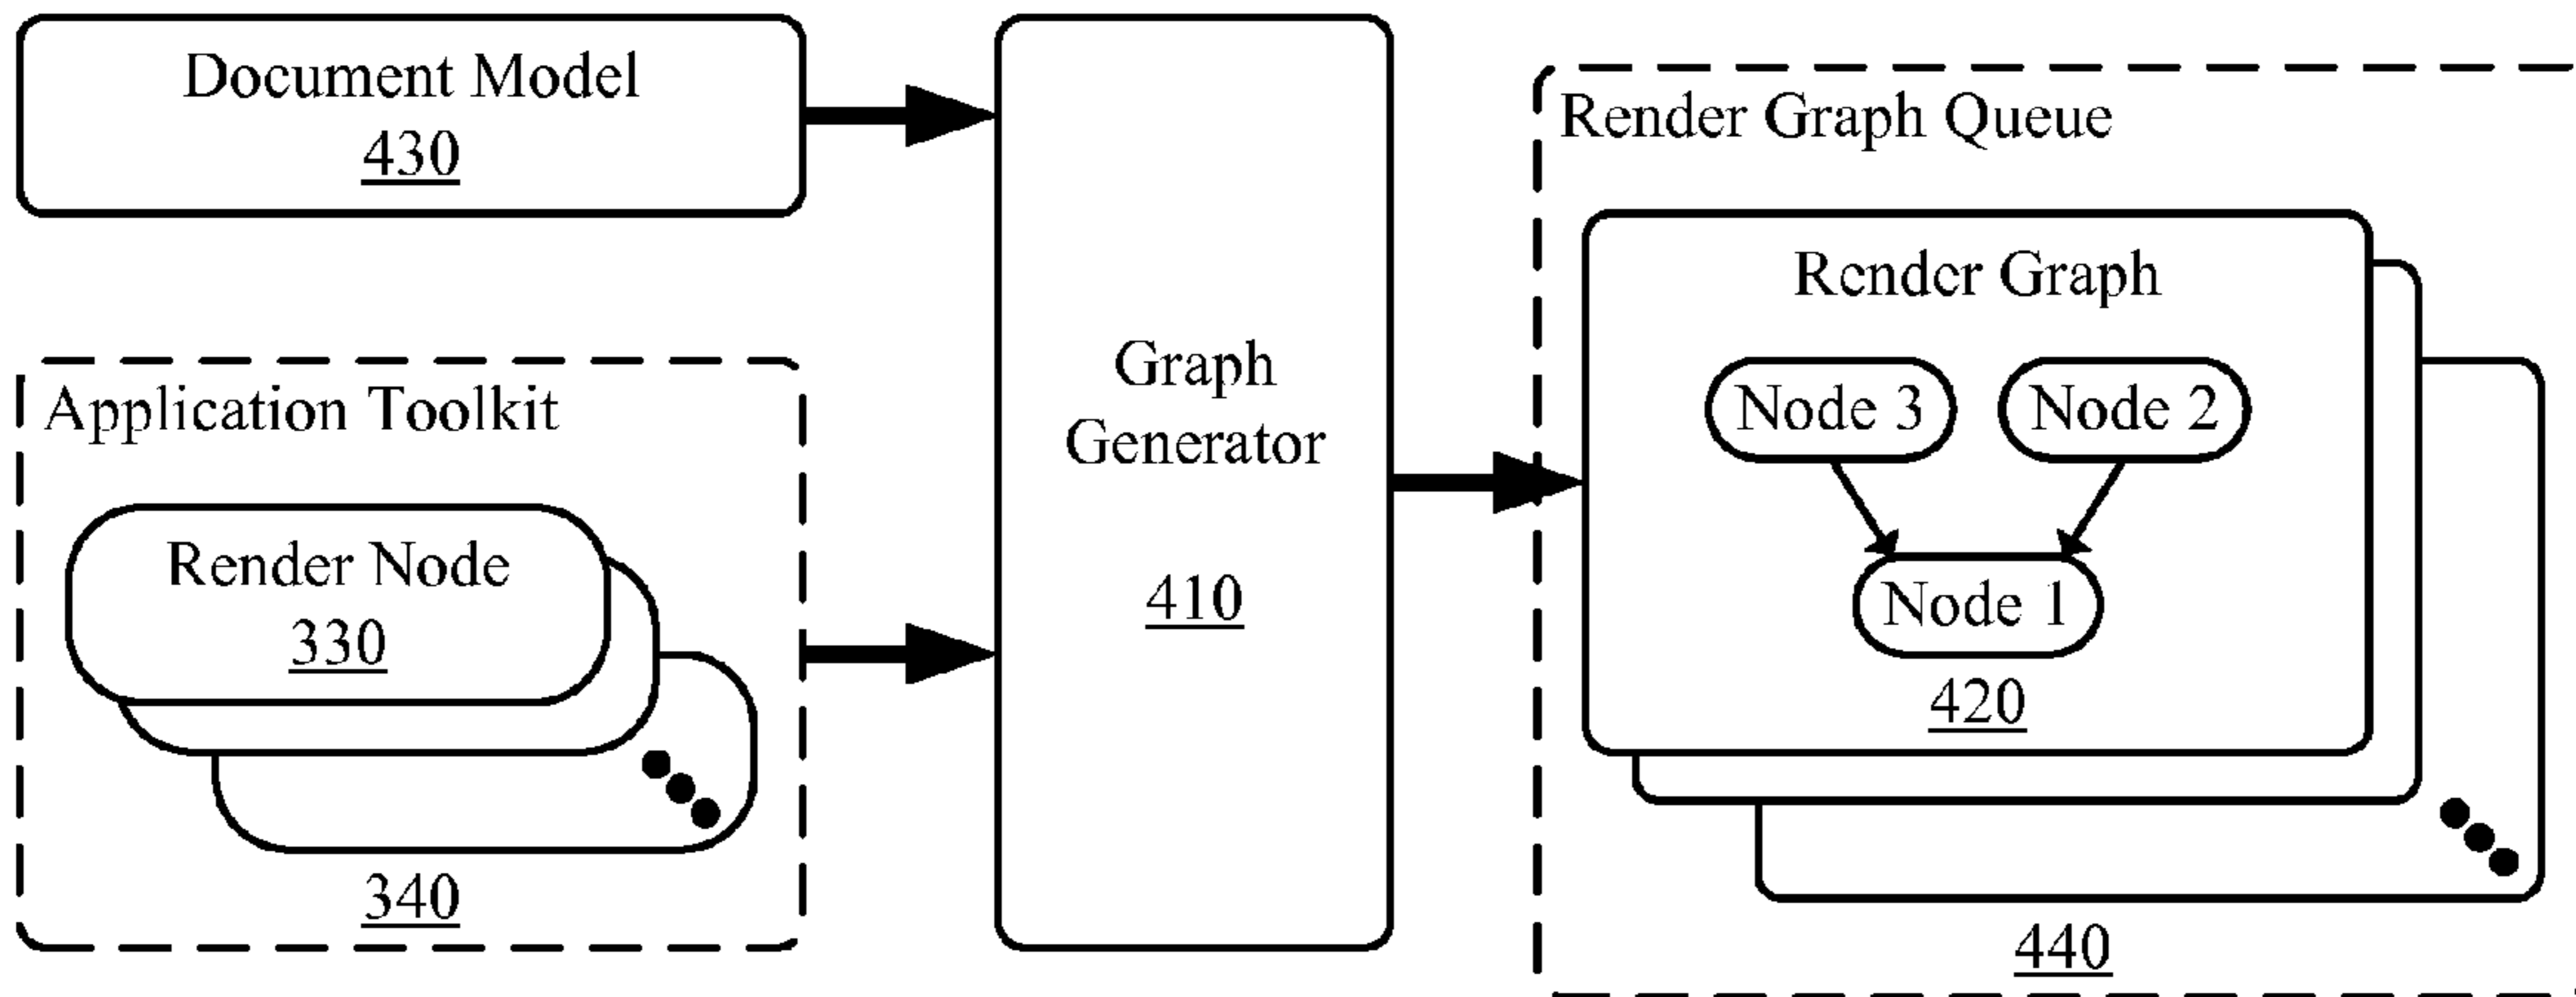 Document Model
430
Application Toolkit
Render Node
330
340
Graph
Generator
410
Render Graph Queue
Render Graph
Node 3
Node 2
Node 1
420
440